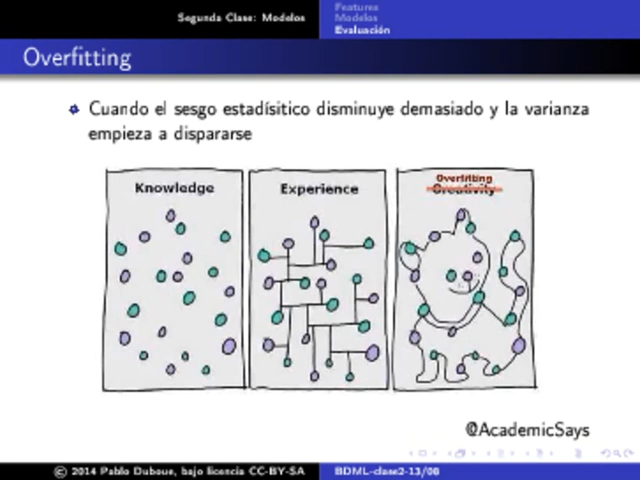 Segunda Clase: Modelos
Features
Modelos
Evaluación
Overfitting
Cuando el sesgo estadísitico disminuye demasiado y la varianza
empieza a dispararse
Knowledge
Experience
Overfitting
Creativity
@AcademicSays
© 2014 Pablo Duboue, bajo licencia CC-BY-SA
BDML-clase2-13/08